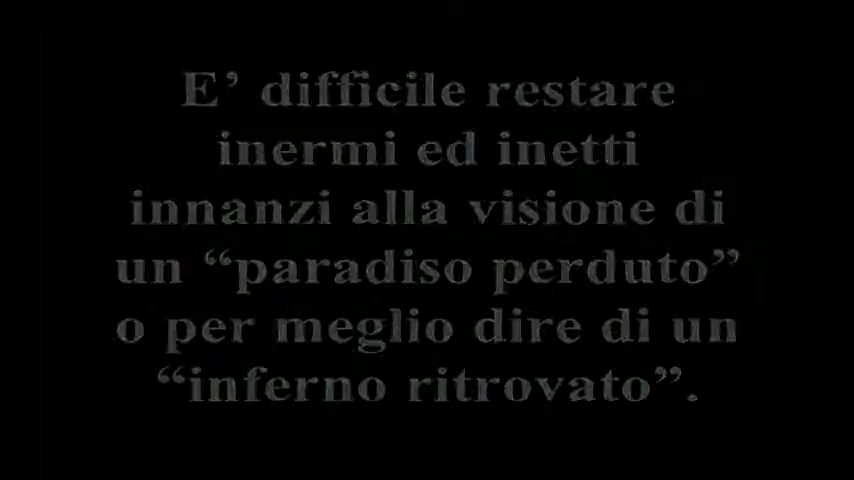 E’ difficile restare
inermi ed inetti
innanzi alla visione di
un “paradiso perduto”
o per meglio dire di un
“inferno ritrovato”.